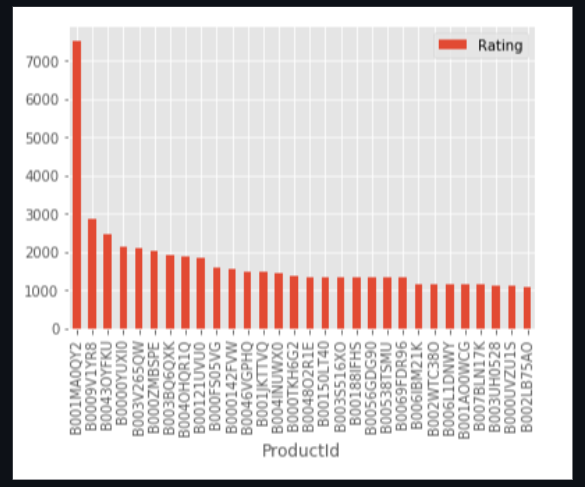 Rating
7000
6000
5000
4000
3000
2000
1000
0
B001MA0QY2
B0009V1YR8
B0043OYFKU
B0000YUXI0
B003V265QW
B000ZMBSPE
B003BQ6QXK
B004OHQR1Q
B00121UVU0
B000FS05VG
B000142FVW
B0046VGPHQ
B001JKTTVQ
B004INUWX0
B000TKH6G2
B0048O2R1E
B00150LT40
B003S516XO
B00188IFHS
B0056GDG90
B00538TSMU
B0069FDR96
B006IBM21K
B002WTC38O
B006L1DNWY
B001AO0WCG
B007BLN17K
B003UH0528
B000UVZU1S
B002LB75AO
ProductId